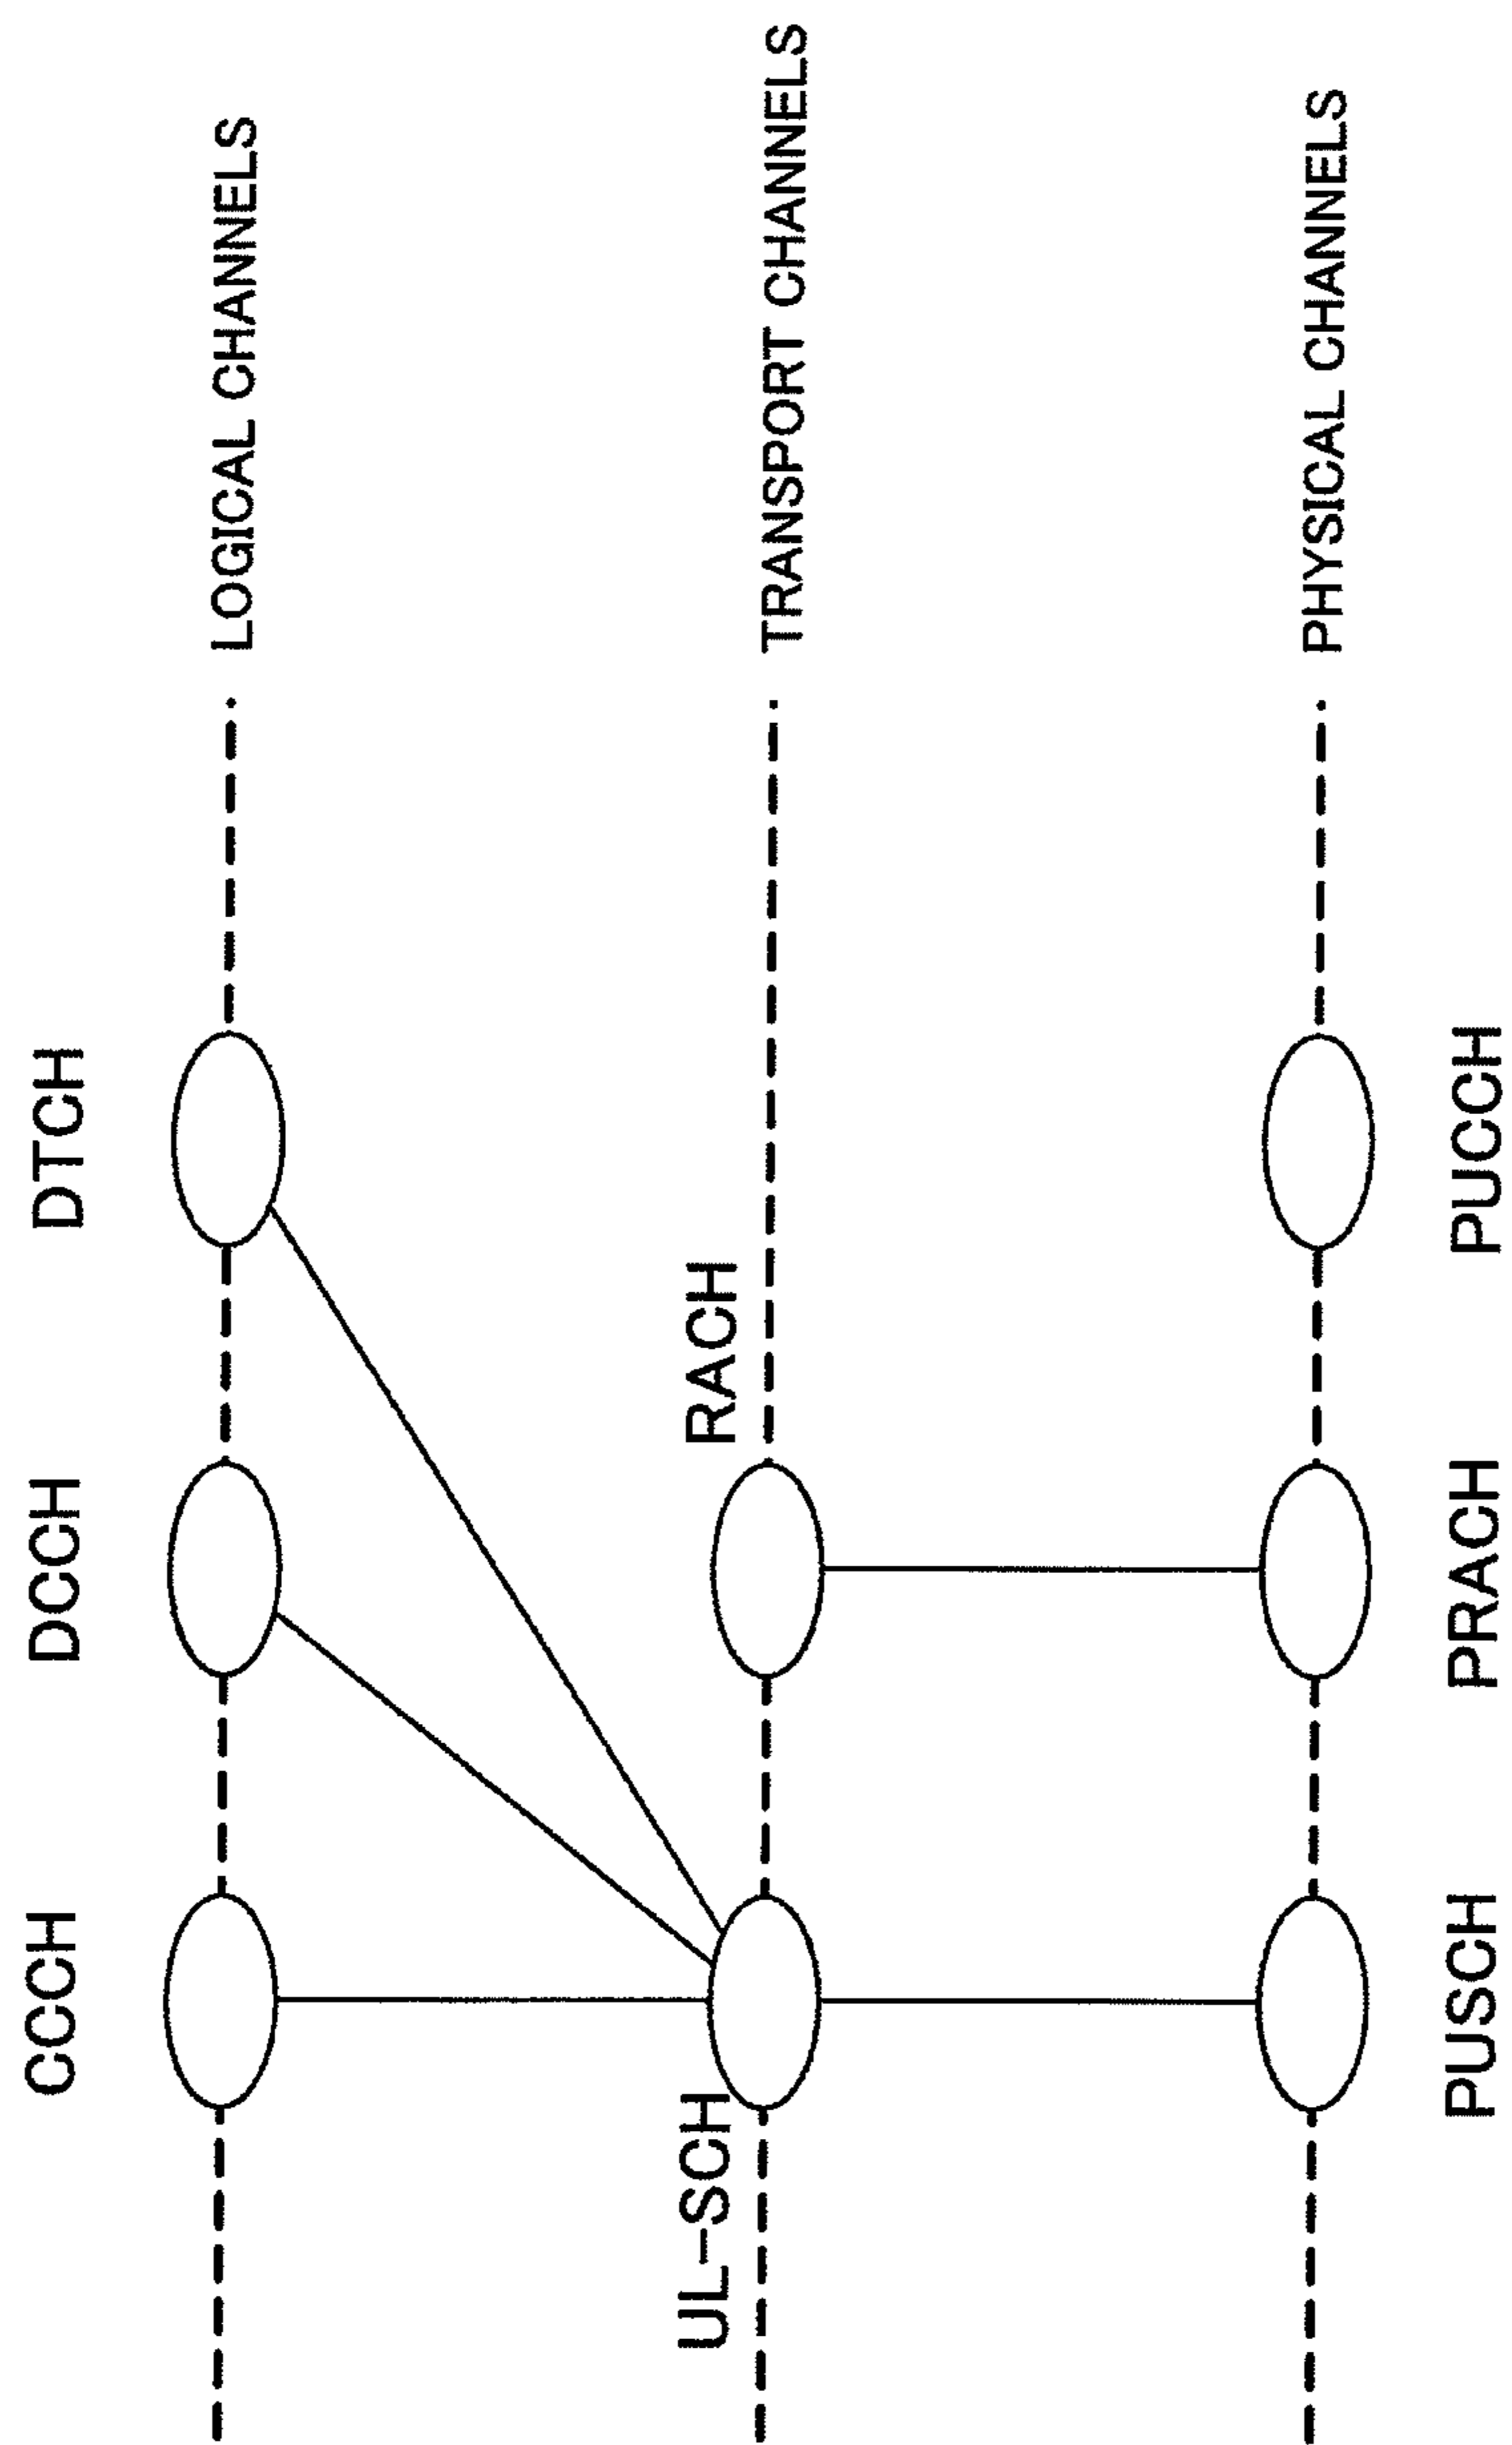 CCCH
DCCH
DTCH
LOGICAL CHANNELS
UL-SCH
RACH
TRANSPORT CHANNELS
PHYSICAL CHANNELS
PUSCH
PRACH
PUCCH